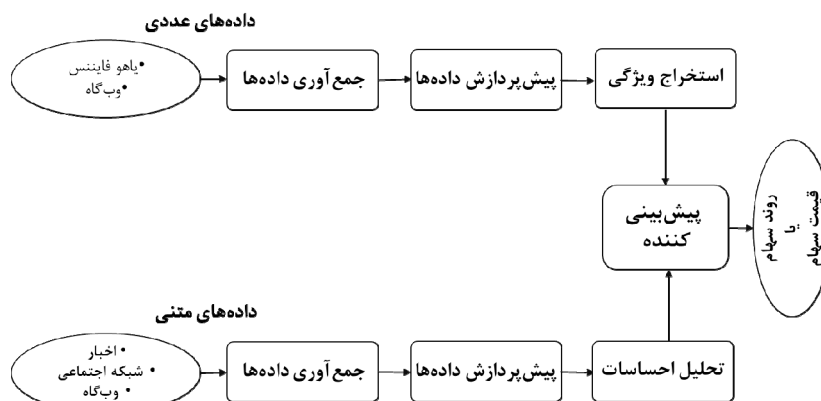 داده‌های عددی
•یاهو فایننس
•وب‌گاه
جمع‌آوری داده‌ها
پیش‌پردازش داده‌ها
استخراج ویژگی
پیش‌بینی
کننده
قیمت سهام
یا
روند سهام
داده‌های متنی
• اخبار
• شبکه اجتماعی
• وب‌گاه
جمع‌آوری داده‌ها
پیش‌پردازش داده‌ها
تحلیل احساسات